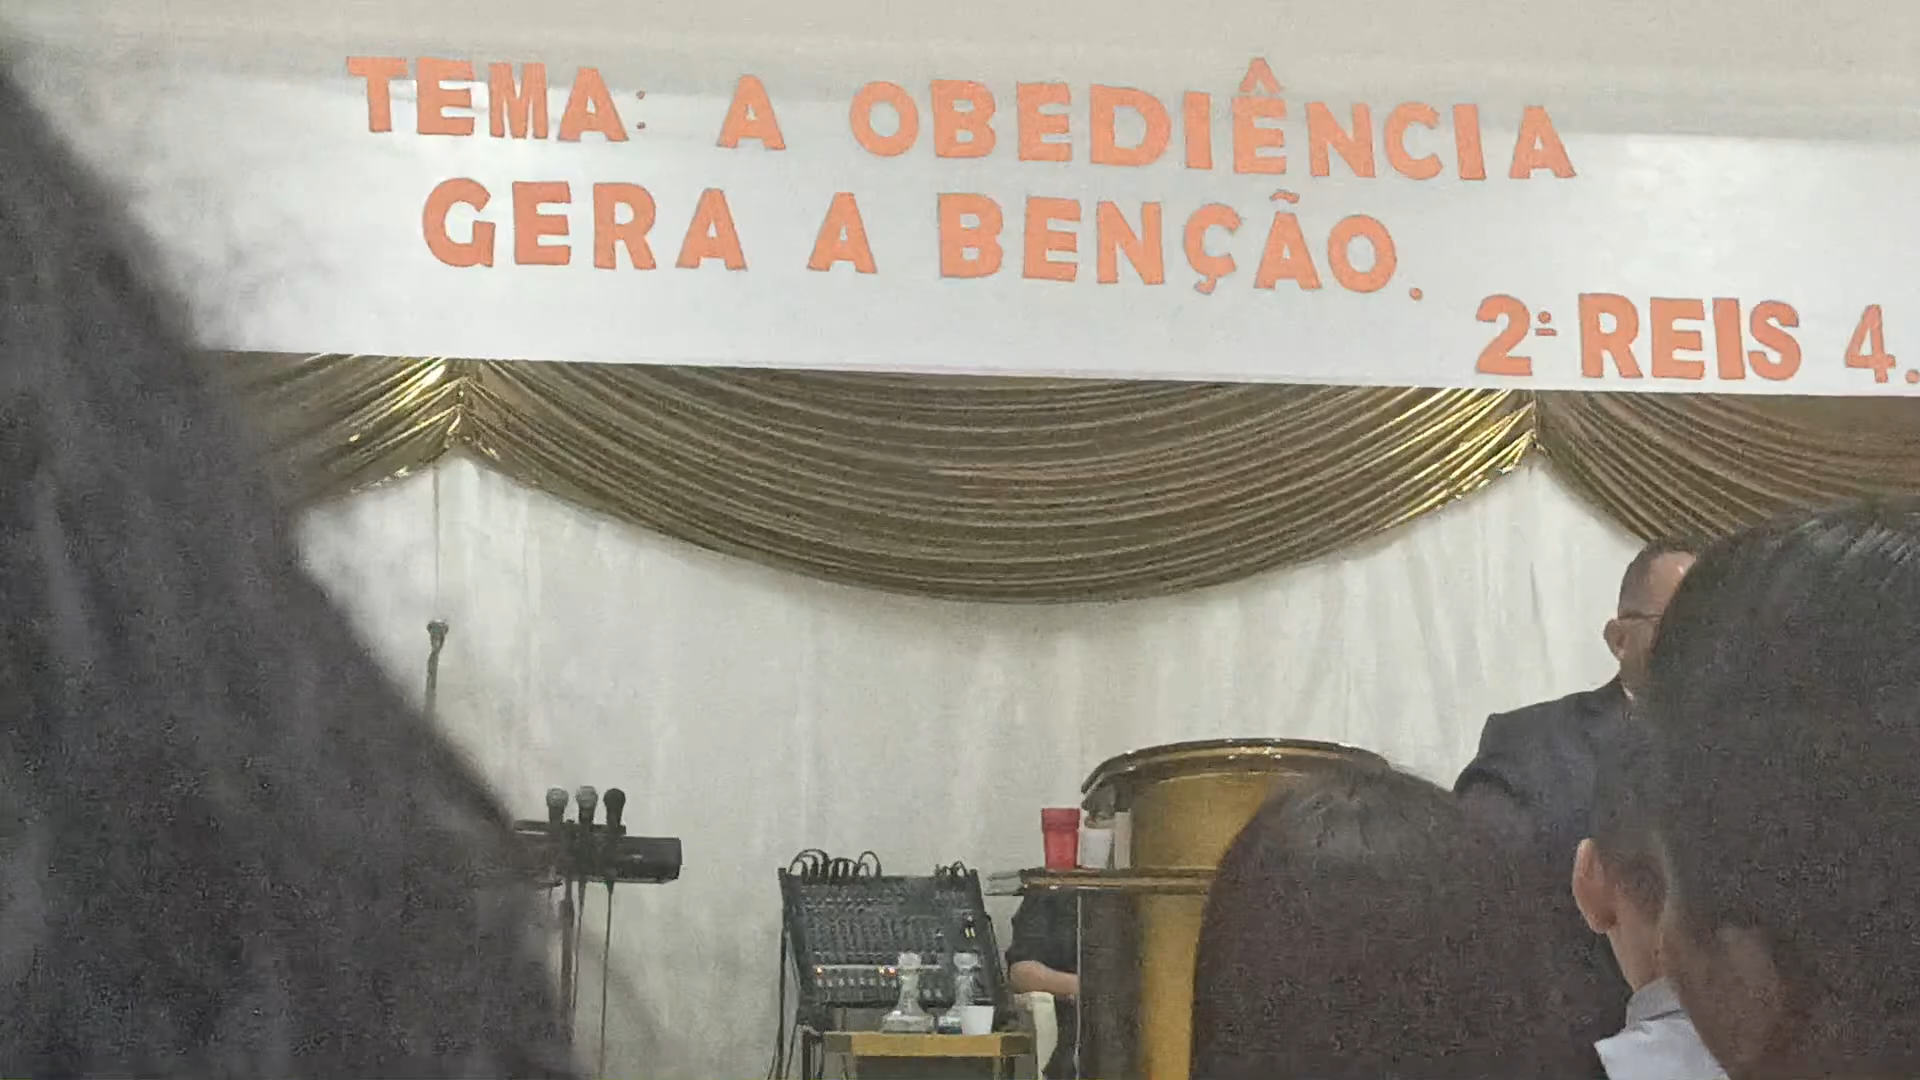 TEMA: A OBEDIÊNCIA
GERA A BENÇÃO.
2º REIS 4.